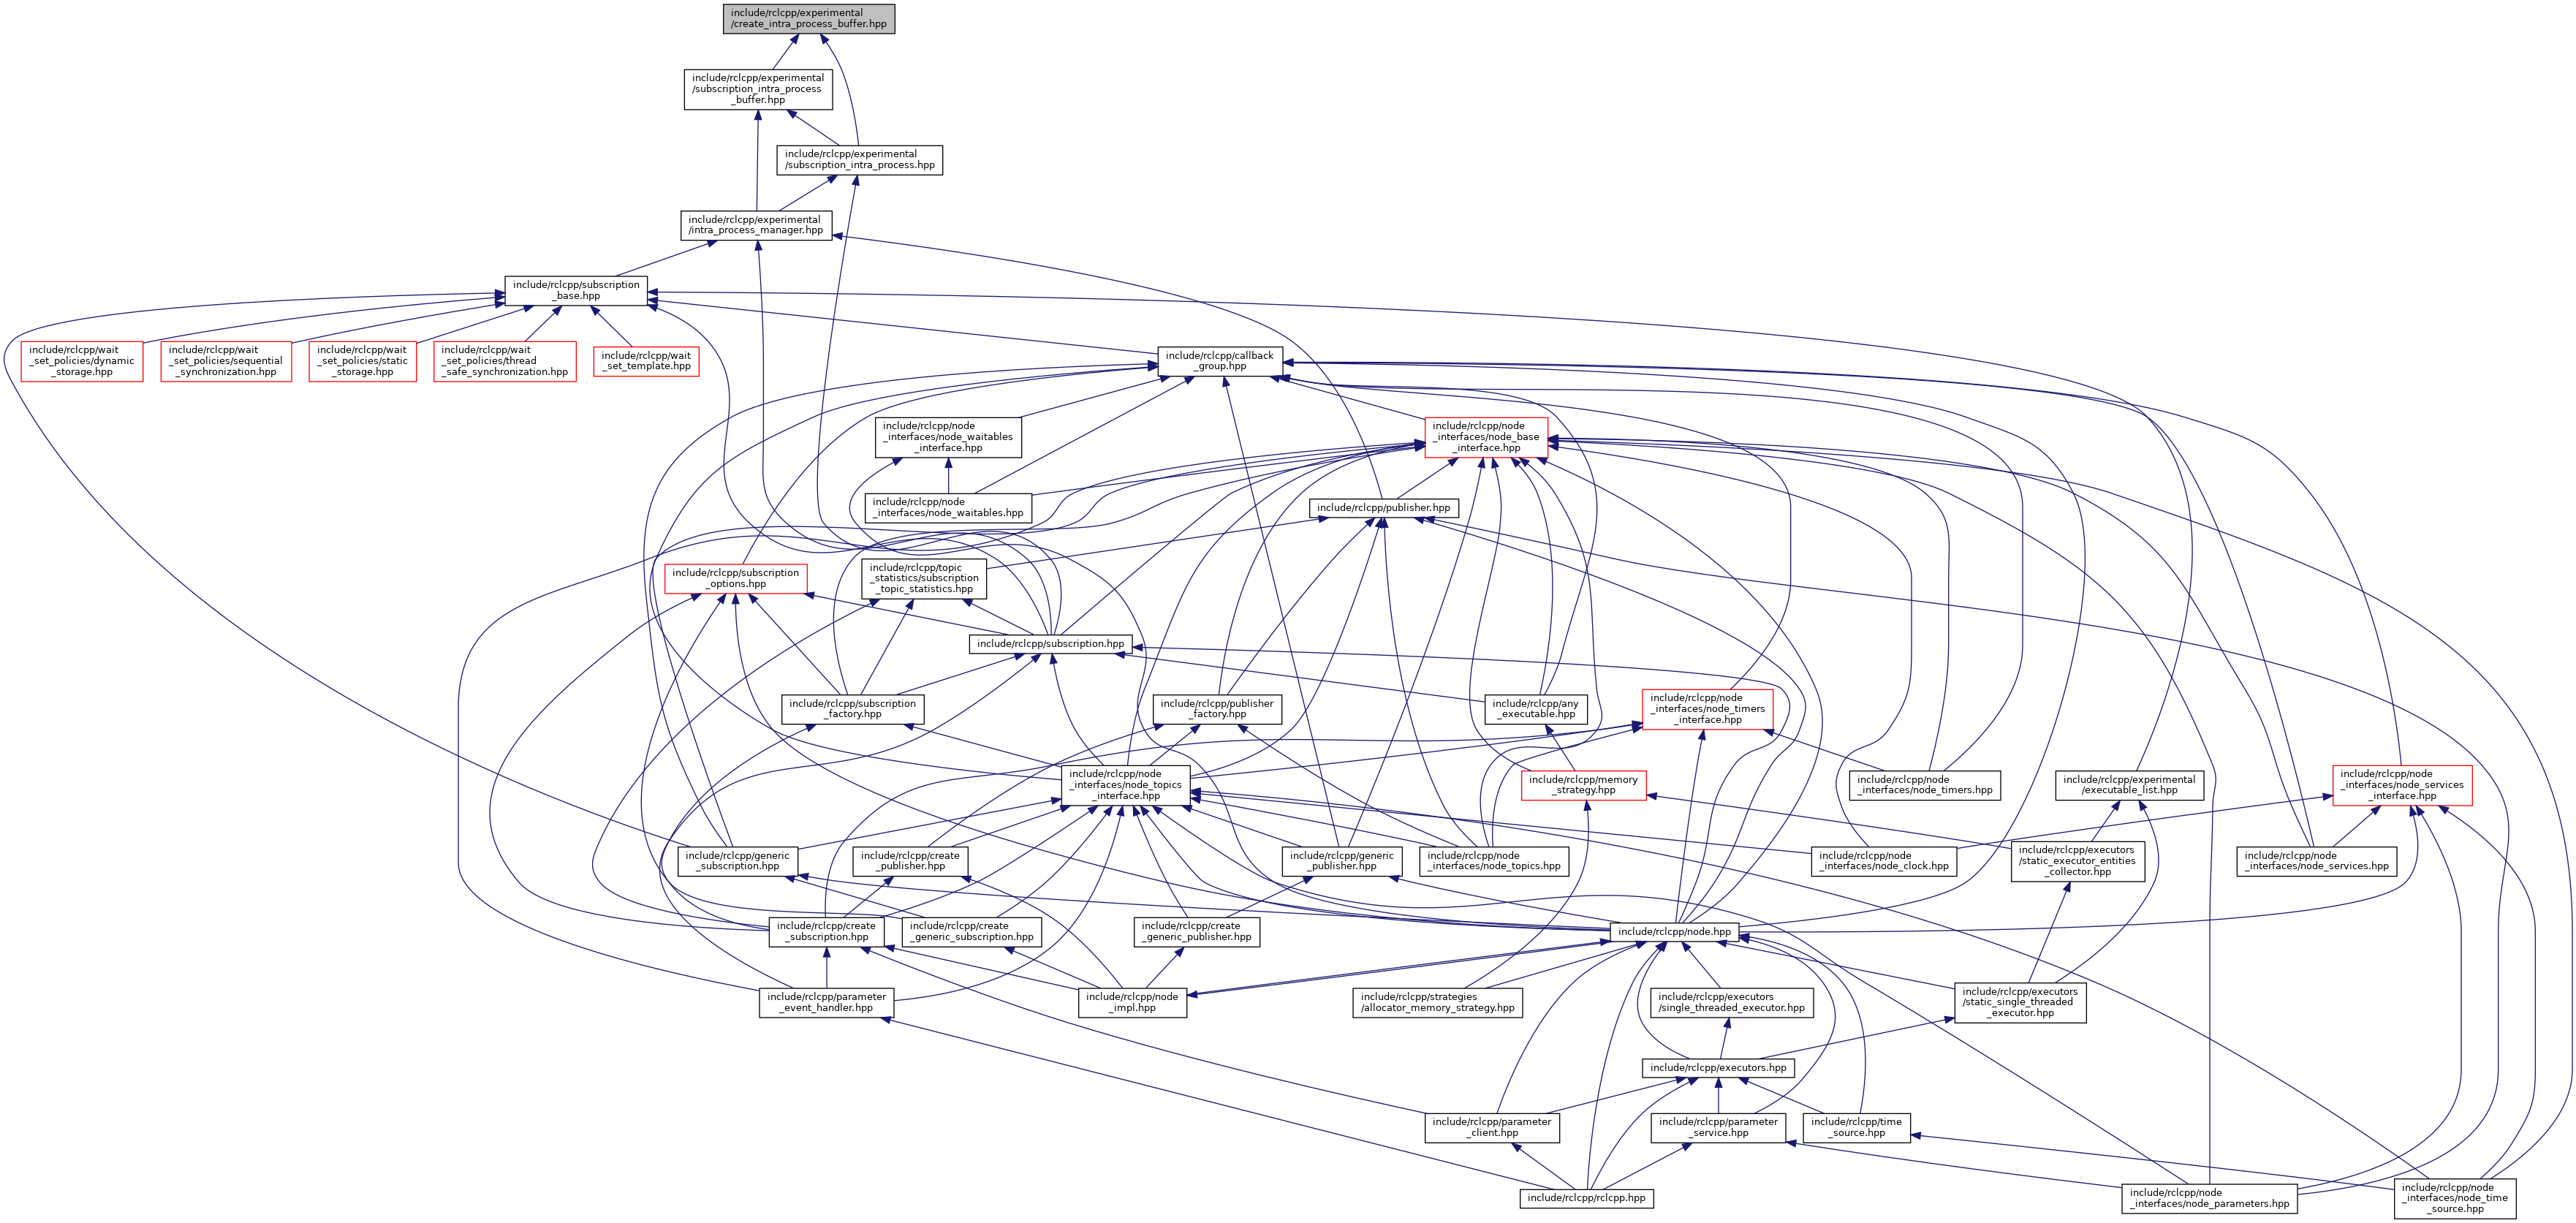 include/rclcpp/experimental
/create_intra_process_buffer.hpp
include/rclcpp/experimental
/subscription_intra_process
_buffer.hpp
include/rclcpp/experimental
/subscription_intra_process.hpp
include/rclcpp/experimental
/intra_process_manager.hpp
include/rclcpp/subscription
_base.hpp
include/rclcpp/wait
_set_policies/dynamic
_storage.hpp
include/rclcpp/wait
_set_policies/sequential
_synchronization.hpp
include/rclcpp/wait
_set_policies/static
_storage.hpp
include/rclcpp/wait
_set_policies/thread
_safe_synchronization.hpp
include/rclcpp/wait
_set_template.hpp
include/rclcpp/callback
_group.hpp
include/rclcpp/node
_interfaces/node_waitables
_interface.hpp
include/rclcpp/node
_interfaces/node_base
_interface.hpp
include/rclcpp/node
_interfaces/node_waitables.hpp
include/rclcpp/publisher.hpp
include/rclcpp/subscription
_options.hpp
include/rclcpp/topic
_statistics/subscription
_topic_statistics.hpp
include/rclcpp/subscription.hpp
include/rclcpp/subscription
_factory.hpp
include/rclcpp/publisher
_factory.hpp
include/rclcpp/any
_executable.hpp
include/rclcpp/node
_interfaces/node_timers
_interface.hpp
include/rclcpp/node
_interfaces/node_topics
_interface.hpp
include/rclcpp/memory
_strategy.hpp
include/rclcpp/node
_interfaces/node_timers.hpp
include/rclcpp/experimental
/executable_list.hpp
include/rclcpp/node
_interfaces/node_services
_interface.hpp
include/rclcpp/generic
_subscription.hpp
include/rclcpp/create
_publisher.hpp
include/rclcpp/generic
_publisher.hpp
include/rclcpp/node
_interfaces/node_topics.hpp
include/rclcpp/node
_interfaces/node_clock.hpp
include/rclcpp/executors
/static_executor_entities
_collector.hpp
include/rclcpp/node
_interfaces/node_services.hpp
include/rclcpp/create
_subscription.hpp
include/rclcpp/create
_generic_subscription.hpp
include/rclcpp/create
_generic_publisher.hpp
include/rclcpp/node.hpp
include/rclcpp/parameter
_event_handler.hpp
include/rclcpp/node
_impl.hpp
include/rclcpp/strategies
/allocator_memory_strategy.hpp
include/rclcpp/executors
/single_threaded_executor.hpp
include/rclcpp/executors
/static_single_threaded
_executor.hpp
include/rclcpp/executors.hpp
include/rclcpp/parameter
_client.hpp
include/rclcpp/parameter
_service.hpp
include/rclcpp/time
_source.hpp
include/rclcpp/rclcpp.hpp
include/rclcpp/node
_interfaces/node_parameters.hpp
include/rclcpp/node
_interfaces/node_time
_source.hpp